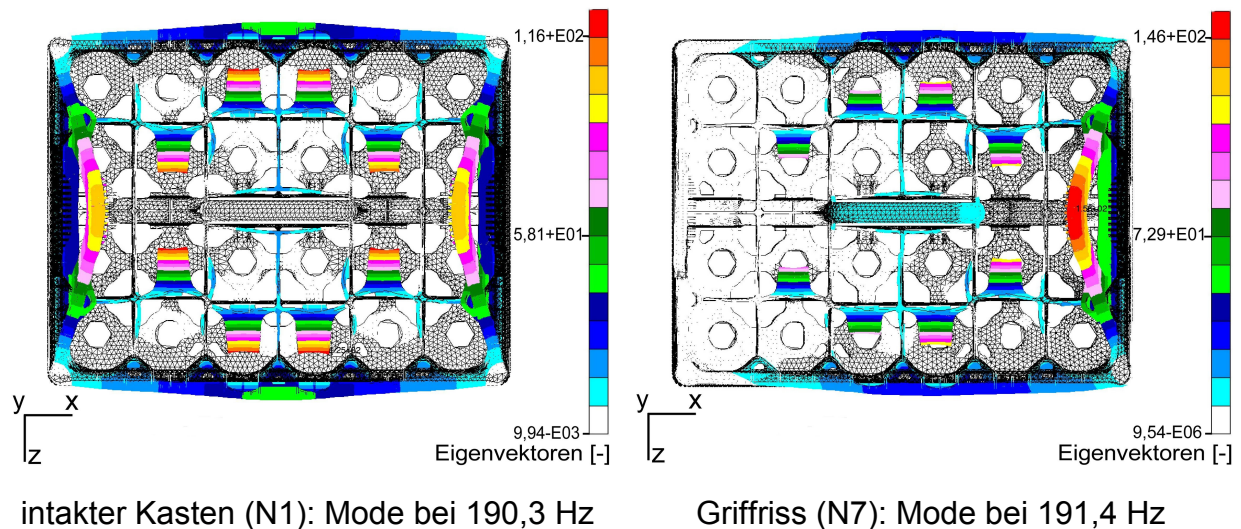 1,16+E02
5,81+E01
9,94-E03
y x
z
Eigenvektoren [-]
intakter Kasten (N1): Mode bei 190,3 Hz
1,46+E02
7,29+E01
9,54-E06
y x
z
Eigenvektoren [-]
Griffriss (N7): Mode bei 191,4 Hz